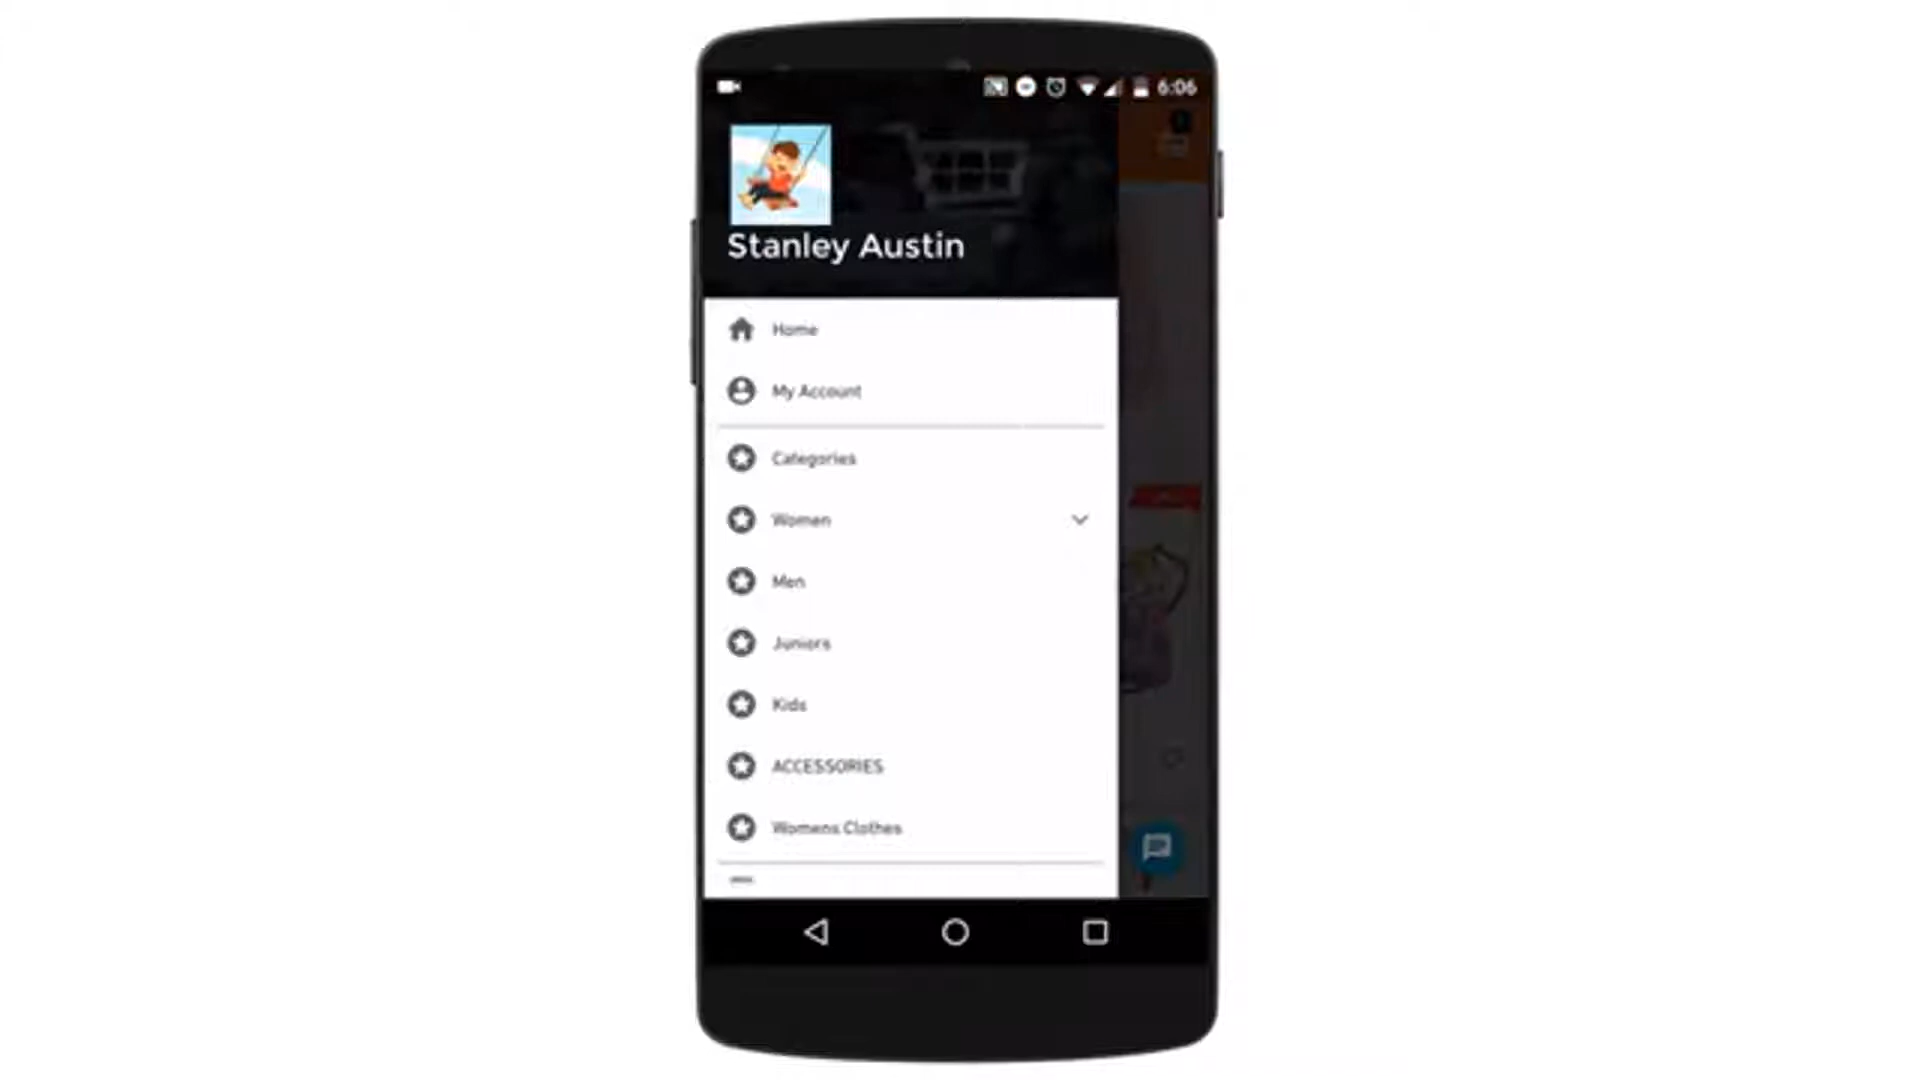 6:06
Stanley Austin
Home
My Account
Categories
Women
Men
Juniors
Kids
ACCESSORIES
Womens Clothes